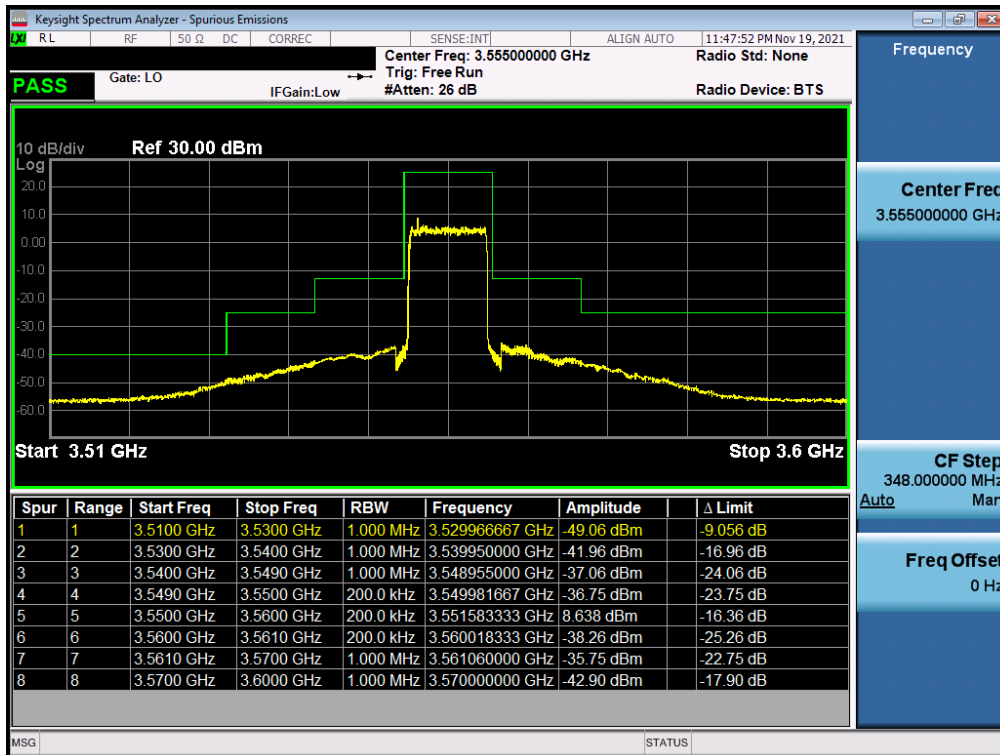 Keysight Spectrum Analyzer - Spurious Emissions
LXI RL RF 50 Ω DC CORREC SENSE:INT ALIGN AUTO 11:47:52 PM Nov 19, 2021
Center Freq: 3.555000000 GHz Radio Std: None
PASS Gate: LO Trig: Free Run
IFGain:Low #Atten: 26 dB Radio Device: BTS
10 dB/div Ref 30.00 dBm
Log
20.0
10.0
0.00
-10.0
-20.0
-30.0
-40.0
-50.0
-60.0
Start 3.51 GHz Stop 3.6 GHz
Spur Range Start Freq Stop Freq RBW Frequency Amplitude Δ Limit
1 1 3.5100 GHz 3.5300 GHz 1.000 MHz 3.529966667 GHz -49.06 dBm -9.056 dB
2 2 3.5300 GHz 3.5400 GHz 1.000 MHz 3.539950000 GHz -41.96 dBm -16.96 dB
3 3 3.5400 GHz 3.5490 GHz 1.000 MHz 3.548955000 GHz -37.06 dBm -24.06 dB
4 4 3.5490 GHz 3.5500 GHz 200.0 kHz 3.549981667 GHz -36.75 dBm -23.75 dB
5 5 3.5500 GHz 3.5600 GHz 200.0 kHz 3.551583333 GHz 8.638 dBm -16.36 dB
6 6 3.5600 GHz 3.5610 GHz 200.0 kHz 3.560018333 GHz -38.26 dBm -25.26 dB
7 7 3.5610 GHz 3.5700 GHz 1.000 MHz 3.561060000 GHz -35.75 dBm -22.75 dB
8 8 3.5700 GHz 3.6000 GHz 1.000 MHz 3.570000000 GHz -42.90 dBm -17.90 dB
MSG STATUS
Frequency
Center Freq
3.555000000 GHz
CF Step
348.000000 MHz
Auto Man
Freq Offset
0 Hz